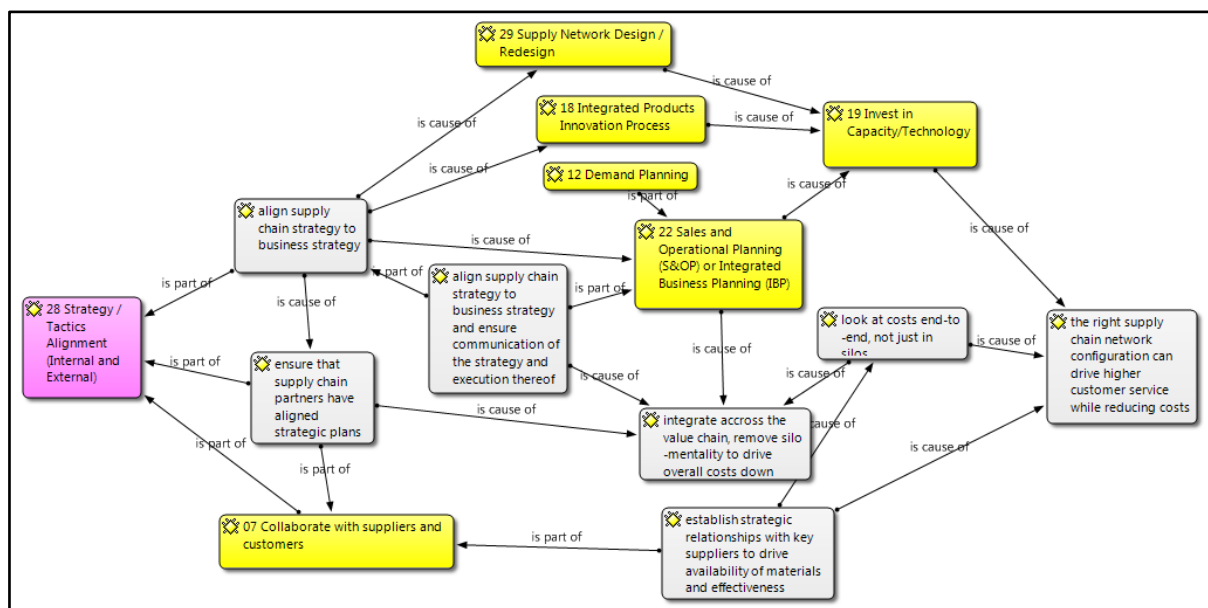 29 Supply Network Design /
Redesign
is cause of
18 Integrated Products
Innovation Process
is cause of
19 Invest in
Capacity/Technology
is cause of
is cause of
12 Demand Planning
is part of
is cause of
align supply
chain strategy to
business strategy
is cause of
22 Sales and
Operational Planning
(S&OP) or Integrated
Business Planning (IBP)
is cause of
is part of
is part of
align supply chain
strategy to
business strategy
and ensure
communication of
the strategy and
execution thereof
is part of
is cause of
28 Strategy /
Tactics
Alignment
(Internal and
External)
is part of
ensure that
supply chain
partners have
aligned
strategic plans
is cause of
is cause of
look at costs end-to
-end, not just in
silos
is cause of
the right supply
chain network
configuration can
drive higher
customer service
while reducing costs
is cause of
is cause of
integrate accross the
value chain, remove silo
-mentality to drive
overall costs down
cause of
is cause of
is part of
is part of
07 Collaborate with suppliers and
customers
is part of
establish strategic
relationships with key
suppliers to drive
availability of materials
and effectiveness